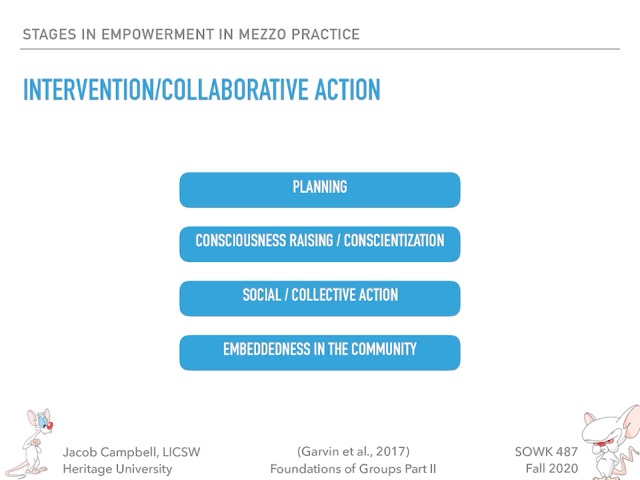 STAGES IN EMPOWERMENT IN MEZZO PRACTICE
INTERVENTION/COLLABORATIVE ACTION
PLANNING
CONSCIOUSNESS RAISING / CONSCIENTIZATION
SOCIAL / COLLECTIVE ACTION
EMBEDDEDNESS IN THE COMMUNITY
Jacob Campbell, LICSW
Heritage University
(Garvin et al., 2017)
Foundations of Groups Part II
SOWK 487
Fall 2020